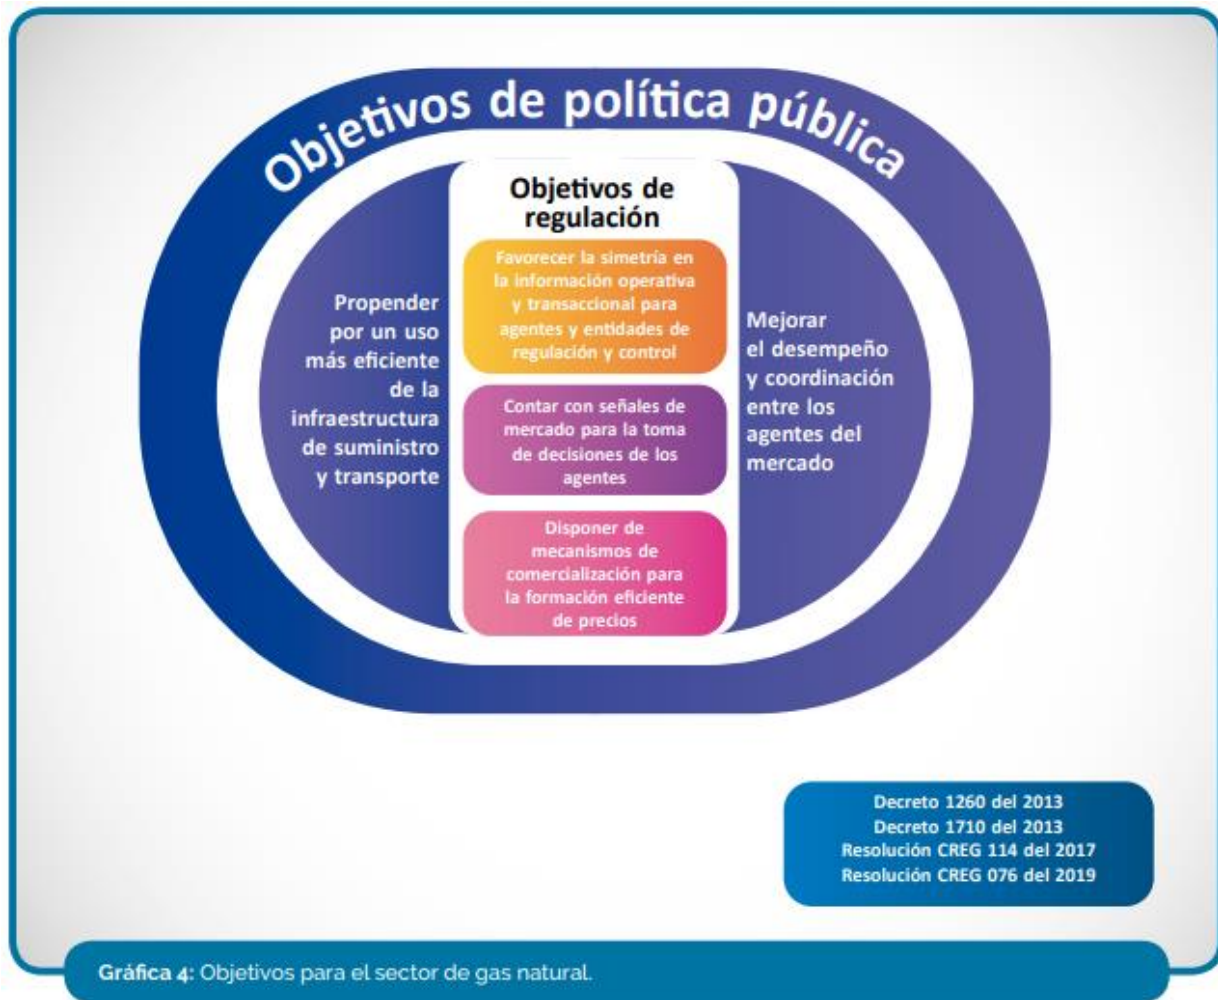 Objetivos de política pública
Objetivos de
regulación
Propender
por un uso
más eficiente
de la
infraestructura
de suministro
y transporte
Favorecer la simetría en
la información operativa
y transaccional para
agentes y entidades de
regulación y control
Contar con señales de
mercado para la toma
de decisiones de los
agentes
Disponer de
mecanismos de
comercialización para
la formación eficiente
de precios
Mejorar
el desempeño
y coordinación
entre los
agentes del
mercado
Decreto 1260 del 2013
Decreto 1710 del 2013
Resolución CREG 114 del 2017
Resolución CREG 076 del 2019
Gráfica 4: Objetivos para el sector de gas natural.